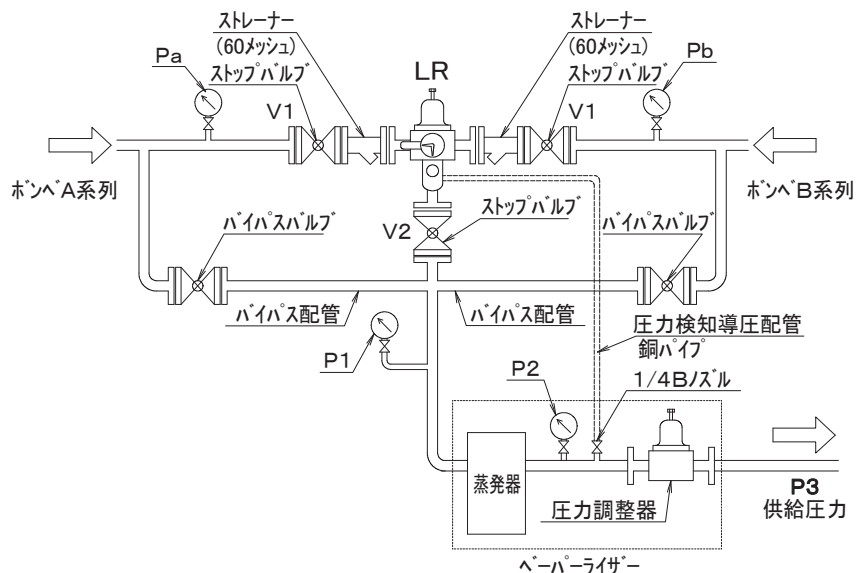 ストレーナー
(60メッシュ)
ストップバルブ
ストレーナー
(60メッシュ)
ストップバルブ
Pa
LR
Pb
V1
V1
ボンベA系列
ボンベB系列
バイパスバルブ
V2
ストップバルブ
バイパスバルブ
バイパス配管
バイパス配管
圧力検知導圧配管
銅パイプ
P1
P2
1/4Bノズル
蒸発器
圧力調整器
P3
供給圧力
ベーパーライザー